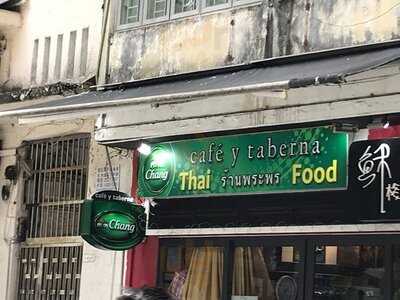 café y taberna
Chang
Thai ร้านพระพร Food
café y taberna
Chang